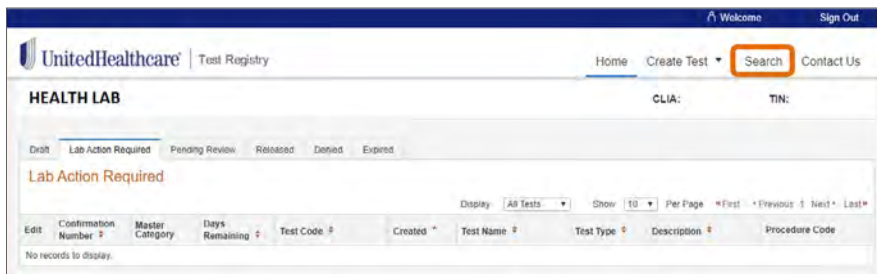 Welcome Sign Out
UnitedHealthcare® Test Registry
Home Create Test Search Contact Us
HEALTH LAB CLIA: TIN:
Draft Lab Action Required Pending Review Released Denied Expired
Lab Action Required
Display All Tests Show 10 Per Page First Previous 1 Next Last
Edit Confirmation Number Master Category Days Remaining Test Code Created Test Name Test Type Description Procedure Code
No records to display.